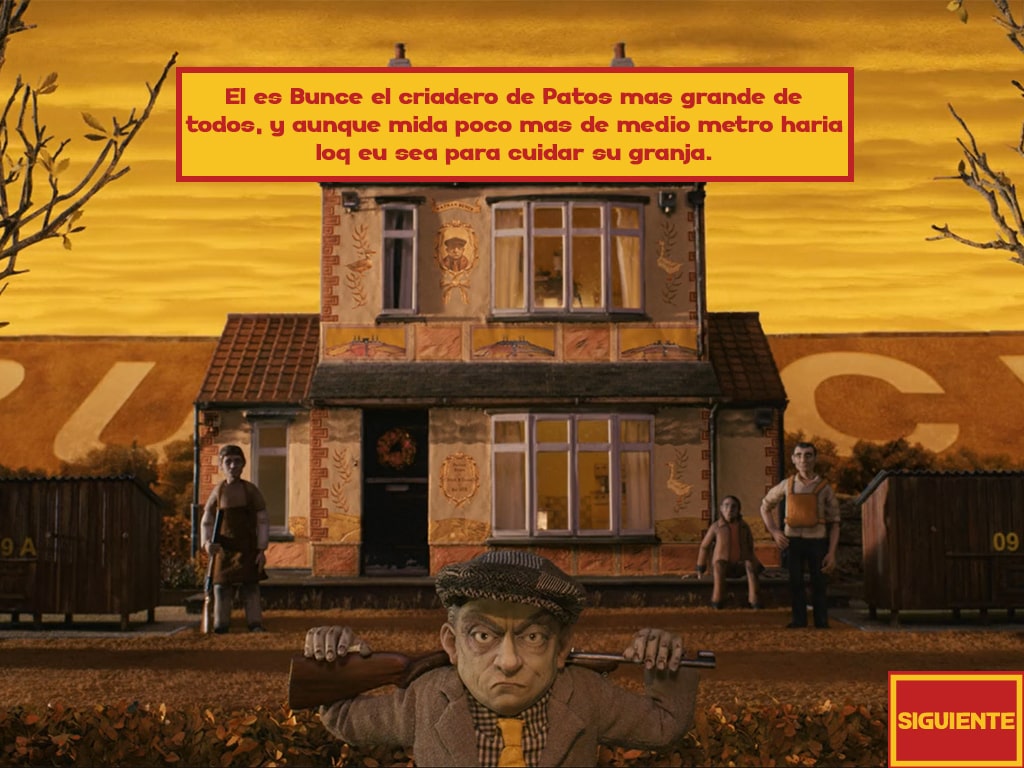 El es Bunce el criadero de Patos mas grande de
todos, y aunque mida poco mas de medio metro haria
loq eu sea para cuidar su granja.
9A
09
SIGUIENTE